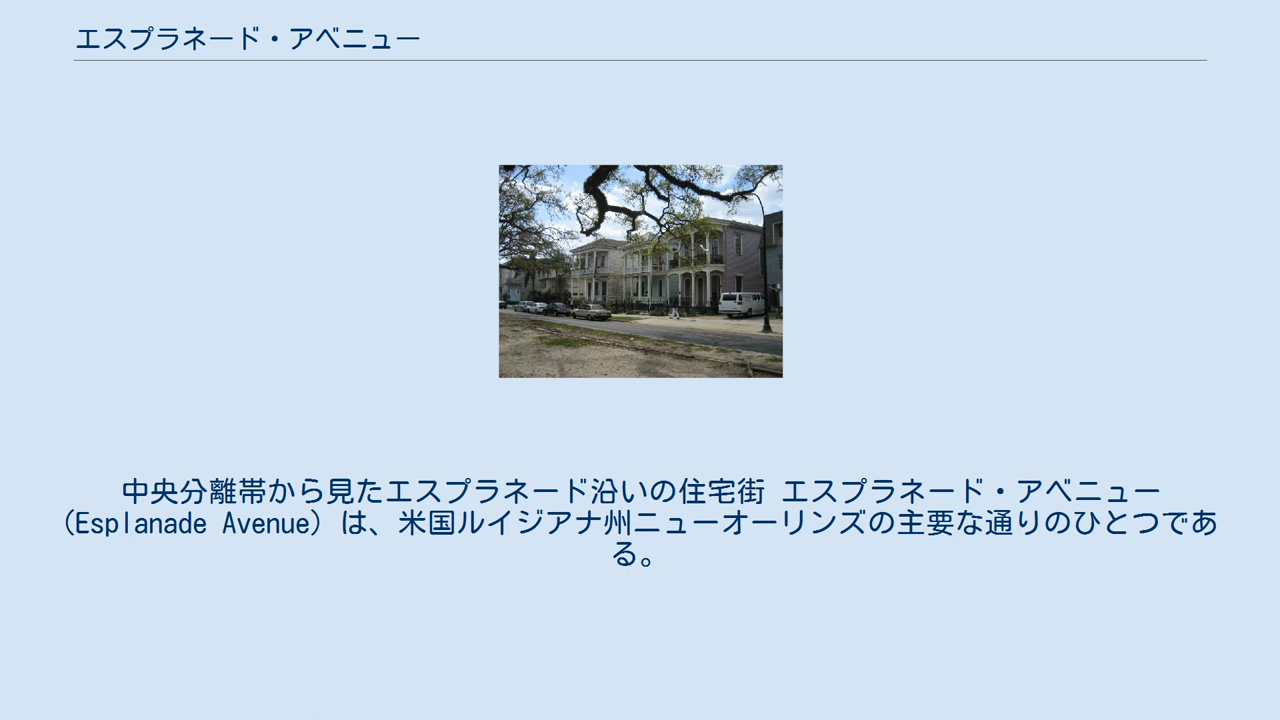 エスプラネード・アベニュー
中央分離帯から見たエスプラネード沿いの住宅街 エスプラネード・アベニュー
（Esplanade Avenue）は、米国ルイジアナ州ニューオーリンズの主要な通りのひとつであ
る。